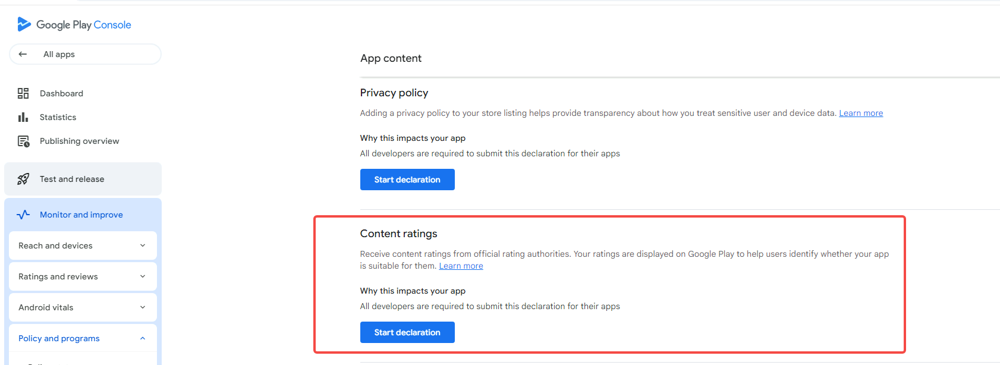 Google Play Console
All apps
Dashboard
Statistics
Publishing overview
Test and release
Monitor and improve
Reach and devices
Ratings and reviews
Android vitals
Policy and programs
App content
Privacy policy
Adding a privacy policy to your store listing helps provide transparency about how you treat sensitive user and device data. Learn more
Why this impacts your app
All developers are required to submit this declaration for their apps
Start declaration
Content ratings
Receive content ratings from official rating authorities. Your ratings are displayed on Google Play to help users identify whether your app
is suitable for them. Learn more
Why this impacts your app
All developers are required to submit this declaration for their apps
Start declaration